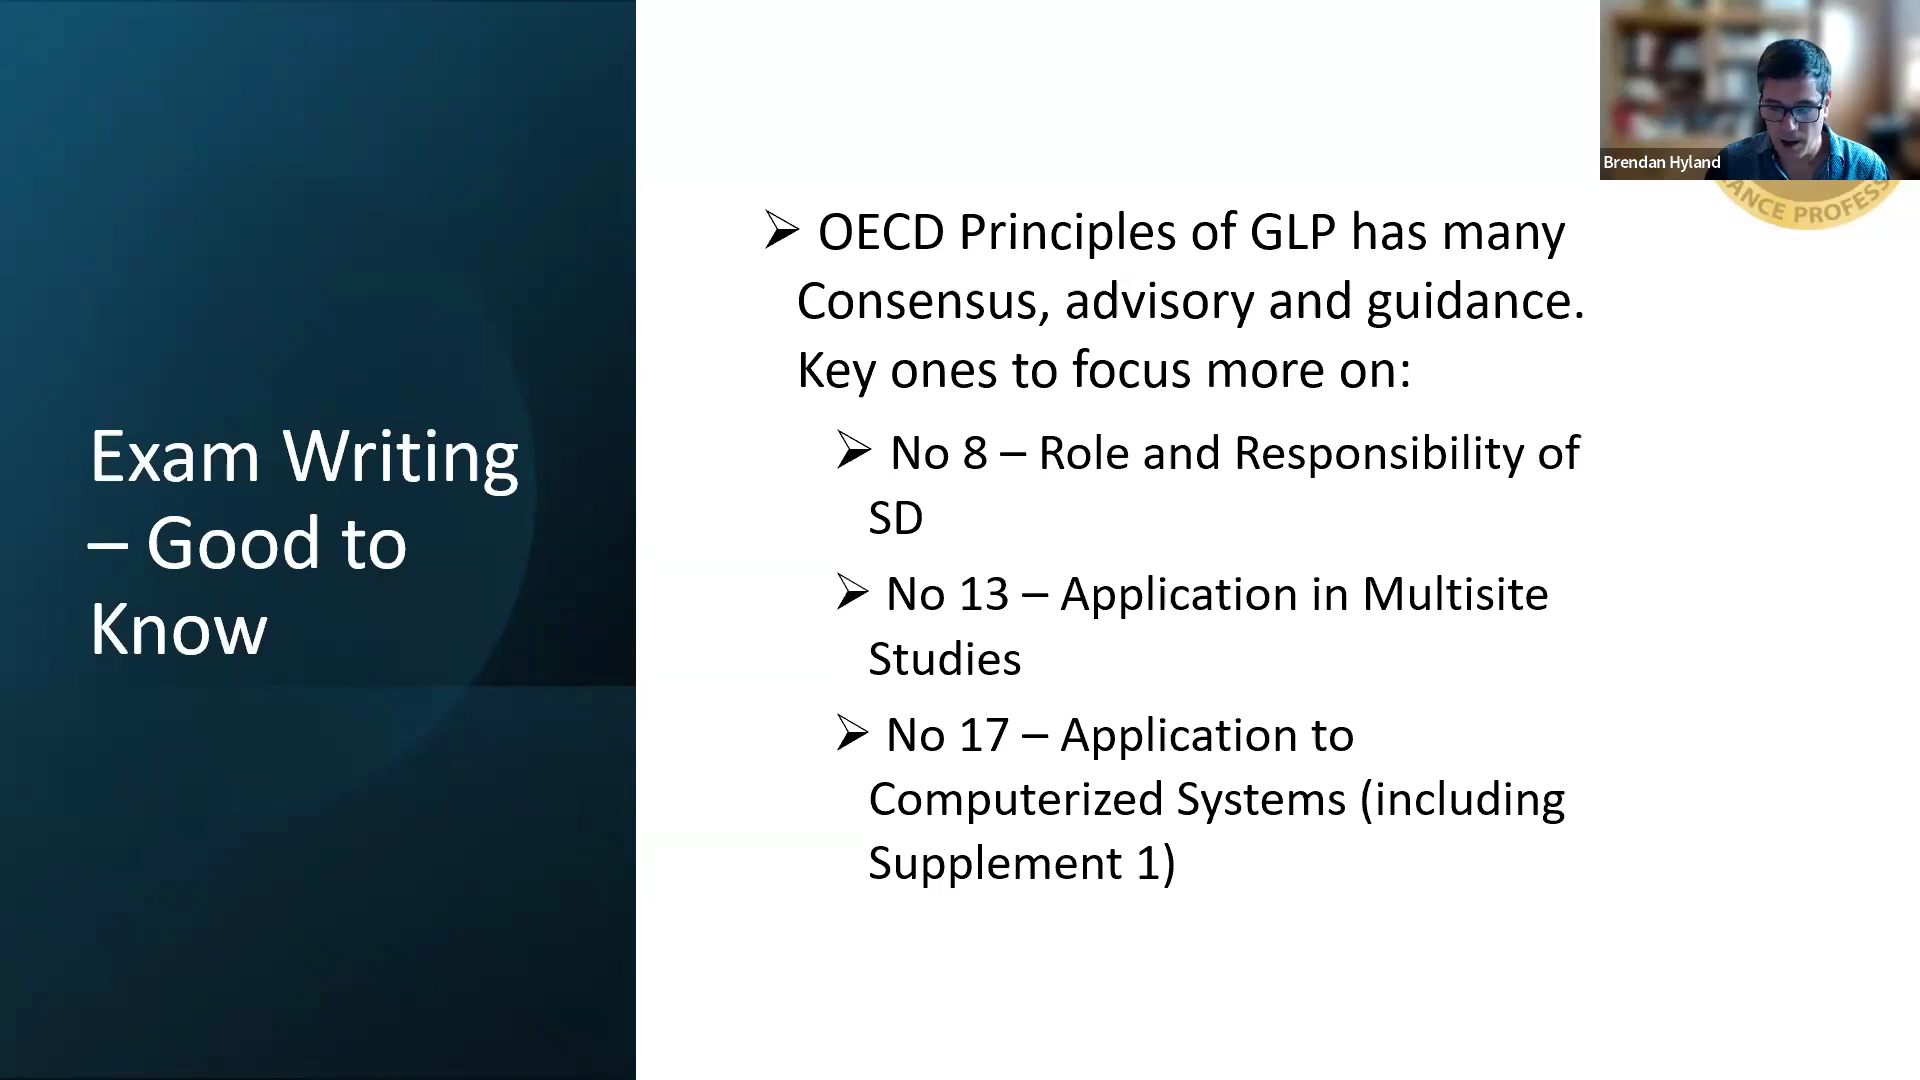 Exam Writing
– Good to
Know
➢ OECD Principles of GLP has many
Consensus, advisory and guidance.
Key ones to focus more on:
➢ No 8 – Role and Responsibility of
SD
➢ No 13 – Application in Multisite
Studies
➢ No 17 – Application to
Computerized Systems (including
Supplement 1)
Brendan Hyland